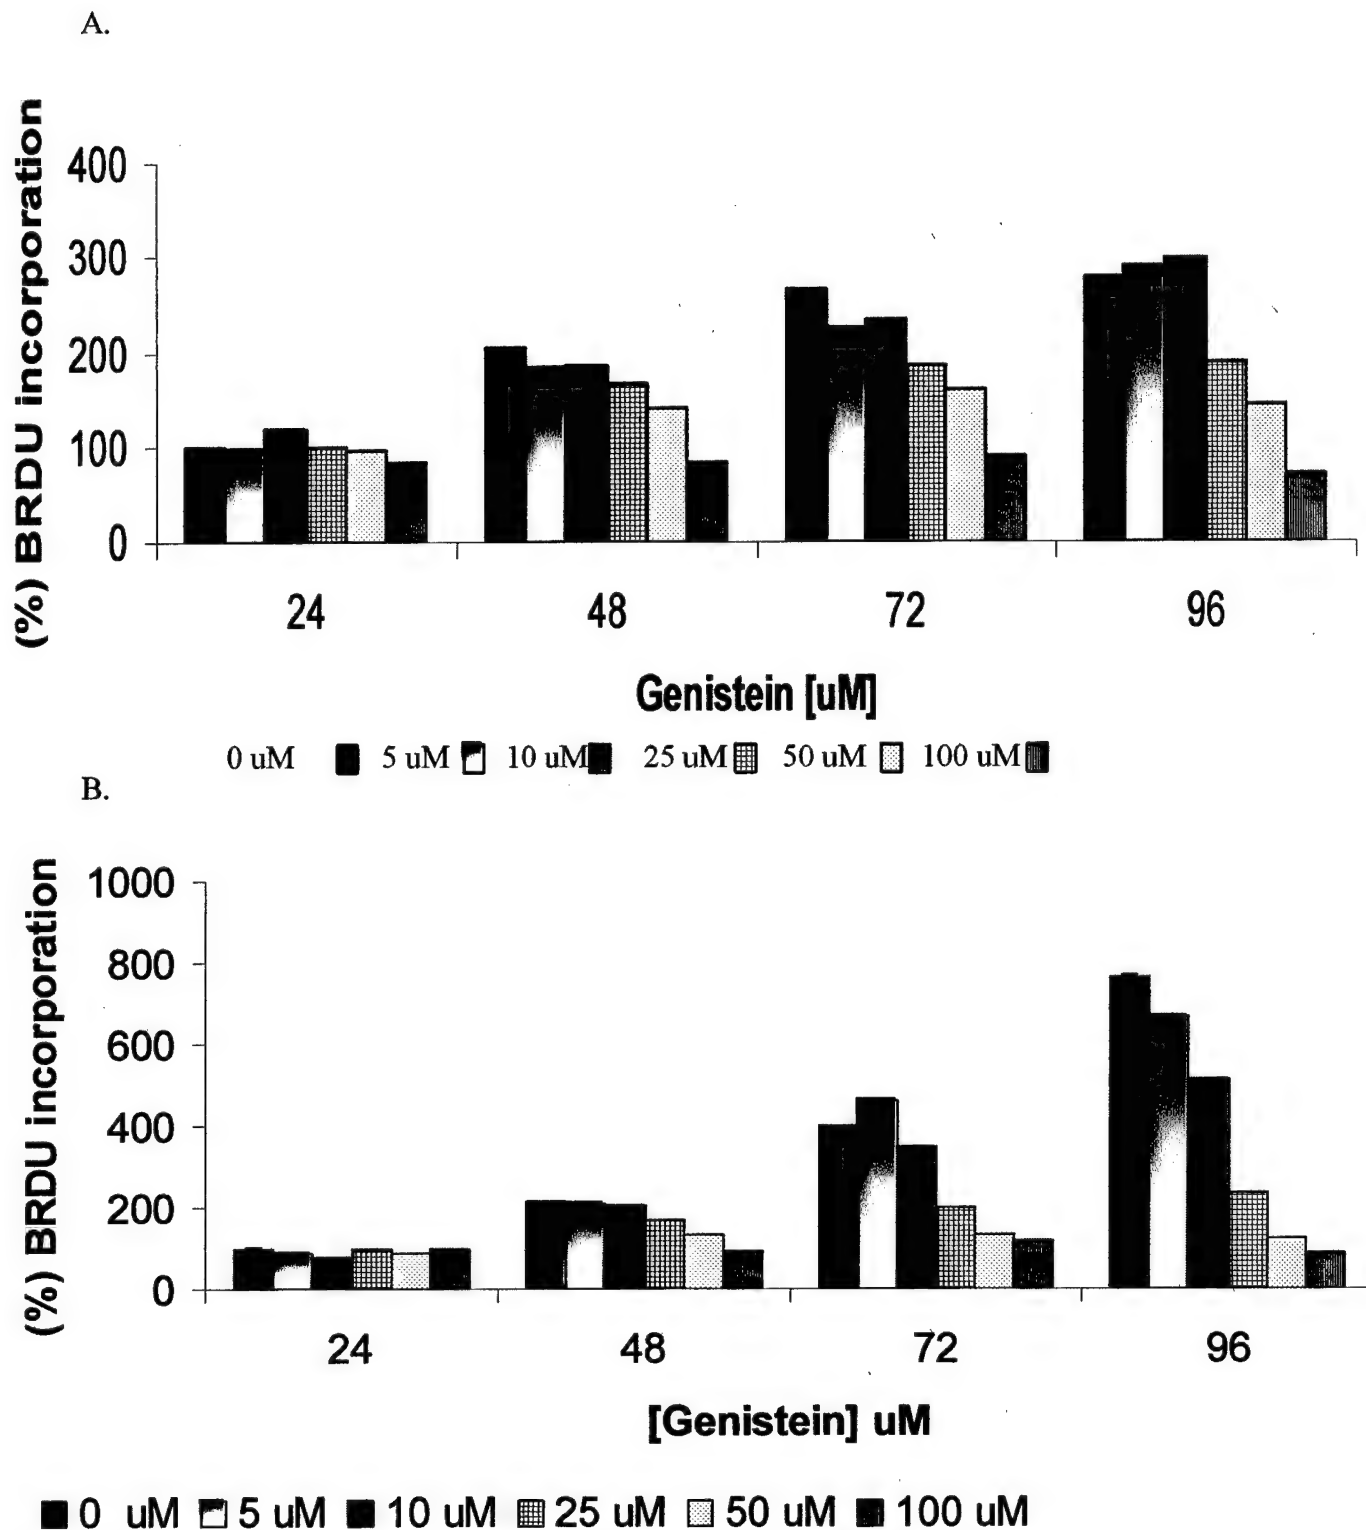 A.
(%) BRDU incorporation
400
300
200
100
0
24 48 72 96
Genistein [uM]
0 uM 5 uM 10 uM 25 uM 50 uM 100 uM
B.
(%) BRDU incorporation
1000
800
600
400
200
0
24 48 72 96
[Genistein] uM
0 uM 5 uM 10 uM 25 uM 50 uM 100 uM